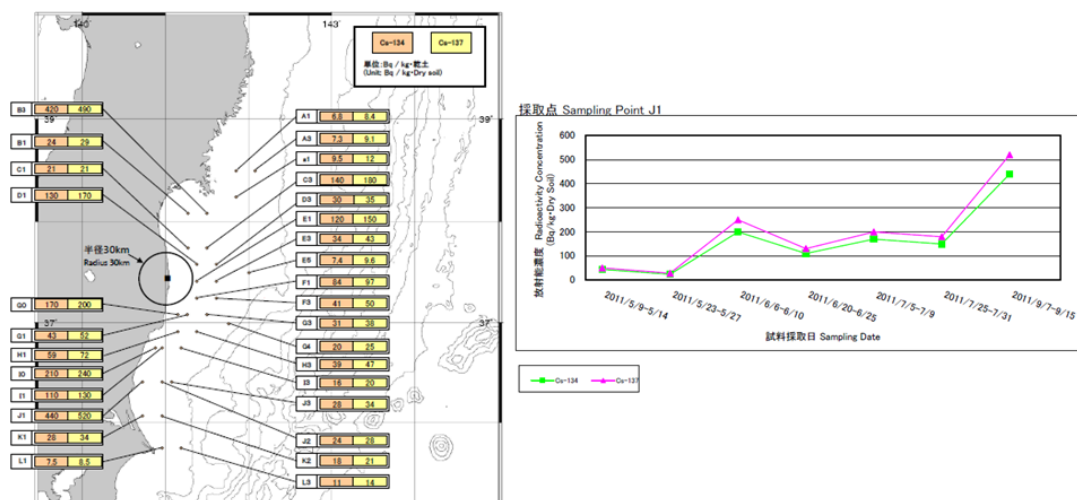 140°
143
Cs-134 Cs-137
単位:Bq / kg・乾土
(Unit: Bq / kg・Dry soil)
39
39
B3 420 490
B1 24 29
C1 21 21
D1 130 170
半径30km
Radius 30km
G0 170 200
37
G1 43 52
H1 59 72
I0 210 240
I1 110 130
J1 440 520
K1 28 34
L1 7.5 8.5
A1 6.8 8.4
A3 7.3 9.1
a1 9.5 12
C3 140 180
D3 30 35
E1 120 150
E3 34 43
E5 7.4 9.6
F1 84 97
F3 41 50
G3 31 38
37
G4 20 25
H3 39 47
I3 16 20
J3 28 34
J2 24 28
K2 18 21
L3 11 14
採取点 Sampling Point J1
放射能濃度 Radioactivity Concentration
(Bq/kg・Dry Soil)
600
500
400
300
200
100
0
2011/5/9-5/14
2011/5/23-5/27
2011/6/6-6/10
2011/6/20-6/25
2011/7/5-7/9
2011/7/25-7/31
2011/9/7-9/15
試料採取日 Sampling Date
Cs-134 Cs-137